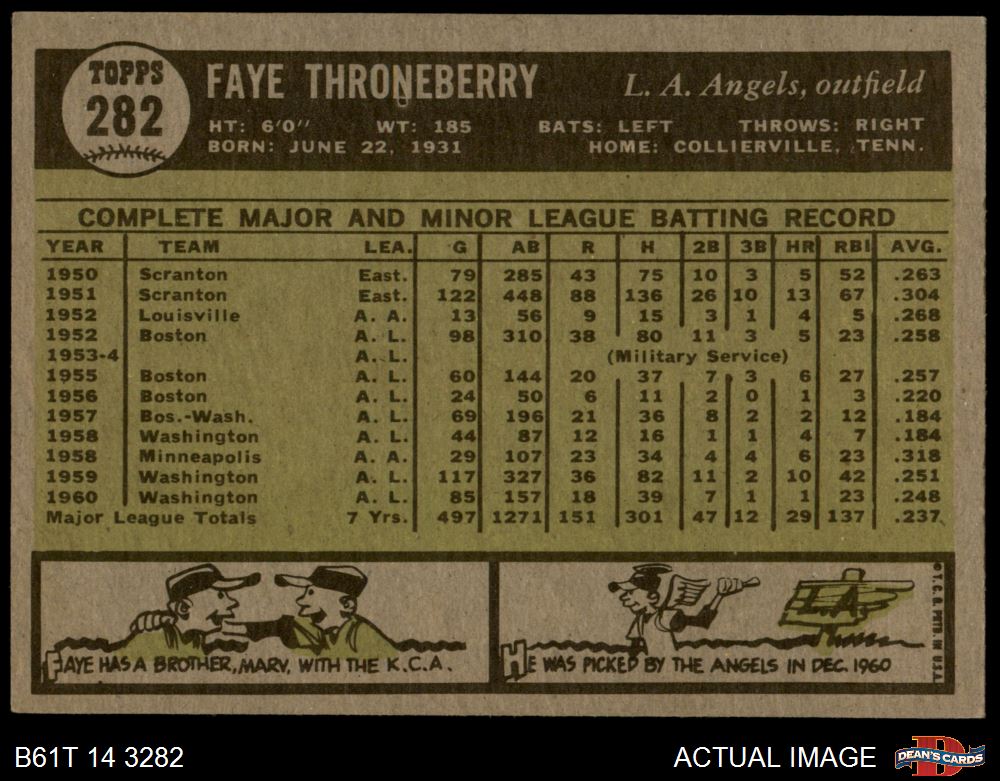 TOPPS
282
FAYE THRONEBERRY
L. A. Angels, outfield
HT: 6'0" WT: 185 BATS: LEFT THROWS: RIGHT
BORN: JUNE 22, 1931 HOME: COLLIERVILLE, TENN.
COMPLETE MAJOR AND MINOR LEAGUE BATTING RECORD
YEAR TEAM LEA. G AB R H 2B 3B HR RBI AVG.
1950 Scranton East. 79 285 43 75 10 3 5 52 .263
1951 Scranton East. 122 448 88 136 26 10 13 67 .304
1952 Louisville A. A. 13 56 9 15 3 1 4 5 .268
1952 Boston A. L. 98 310 38 80 11 3 5 23 .258
1953-4 A. L. (Military Service)
1955 Boston A. L. 60 144 20 37 7 3 6 27 .257
1956 Boston A. L. 24 50 6 11 2 0 1 3 .220
1957 Bos.-Wash. A. L. 69 196 21 36 8 2 2 12 .184
1958 Washington A. L. 44 87 12 16 1 1 4 7 .184
1958 Minneapolis A. A. 29 107 23 34 4 4 6 23 .318
1959 Washington A. L. 117 327 36 82 11 2 10 42 .251
1960 Washington A. L. 85 157 18 39 7 1 1 23 .248
Major League Totals 7 Yrs. 497 1271 151 301 47 12 29 137 .237
FAYE HAS A BROTHER, MARV, WITH THE K.C.A.
L.A.
HE WAS PICKED BY THE ANGELS IN DEC. 1960
© T. C. G. PRTD. IN U.S.A.
B61T 14 3282
ACTUAL IMAGE
D
DEAN'S CARDS